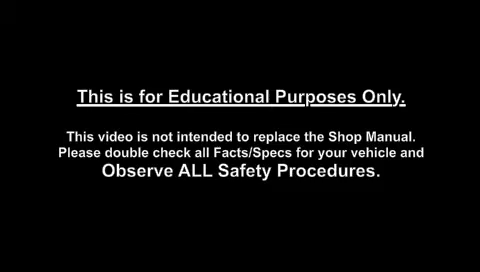 This is for Educational Purposes Only.
This video is not intended to replace the Shop Manual.
Please double check all Facts/Specs for your vehicle and
Observe ALL Safety Procedures.